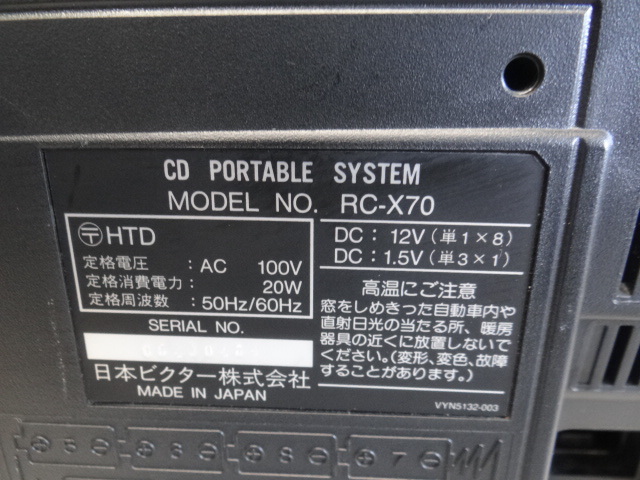 CD PORTABLE SYSTEM
MODEL NO. RC-X70
〒 HTD
定格電圧 : AC 100V
定格消費電力: 20W
定格周波数 : 50Hz/60Hz
DC : 12V (単1×8)
DC : 1.5V (単3×1)
高温にご注意
窓をしめきった自動車内や
直射日光の当たる所、暖房
器具の近くに放置しないで
ください。(変形、変色、故障
することがあります。)
SERIAL NO.
日本ビクター株式会社
MADE IN JAPAN
VYN5132-003
⊕ 5 ⊖ ⊕ 6 ⊖ ⊕ 8 ⊖ ⊕ 7 ⊖